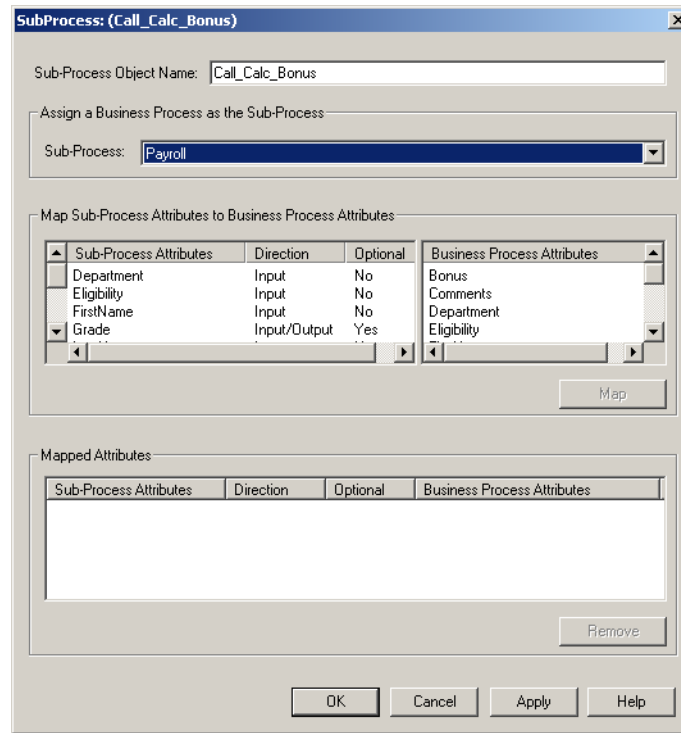 SubProcess: (Call_Calc_Bonus)
Sub-Process Object Name: Call_Calc_Bonus
Assign a Business Process as the Sub-Process
Sub-Process: Payroll
Map Sub-Process Attributes to Business Process Attributes
Sub-Process Attributes Direction Optional Business Process Attributes
Department Input No Bonus
Eligibility Input No Comments
FirstName Input No Department
Grade Input/Output Yes Eligibility
Map
Mapped Attributes
Sub-Process Attributes Direction Optional Business Process Attributes
Remove
OK Cancel Apply Help